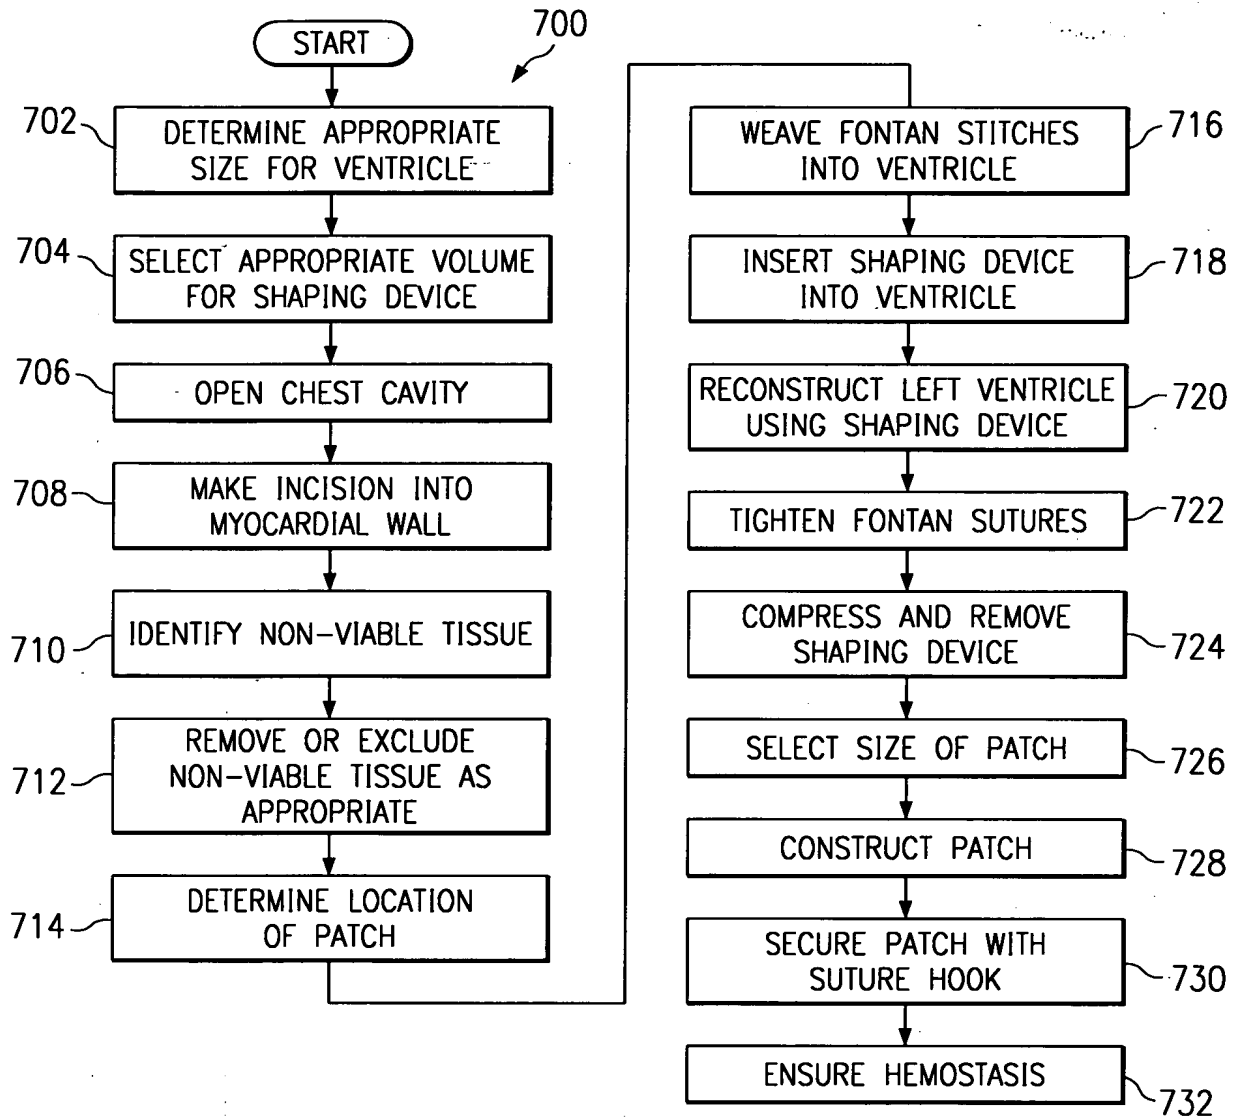 START
700
702
DETERMINE APPROPRIATE
SIZE FOR VENTRICLE
704
SELECT APPROPRIATE VOLUME
FOR SHAPING DEVICE
706
OPEN CHEST CAVITY
708
MAKE INCISION INTO
MYOCARDIAL WALL
710
IDENTIFY NON-VIABLE TISSUE
712
REMOVE OR EXCLUDE
NON-VIABLE TISSUE AS
APPROPRIATE
714
DETERMINE LOCATION
OF PATCH
WEAVE FONTAN STITCHES
INTO VENTRICLE
716
INSERT SHAPING DEVICE
INTO VENTRICLE
718
RECONSTRUCT LEFT VENTRICLE
USING SHAPING DEVICE
720
TIGHTEN FONTAN SUTURES
722
COMPRESS AND REMOVE
SHAPING DEVICE
724
SELECT SIZE OF PATCH
726
CONSTRUCT PATCH
728
SECURE PATCH WITH
SUTURE HOOK
730
ENSURE HEMOSTASIS
732